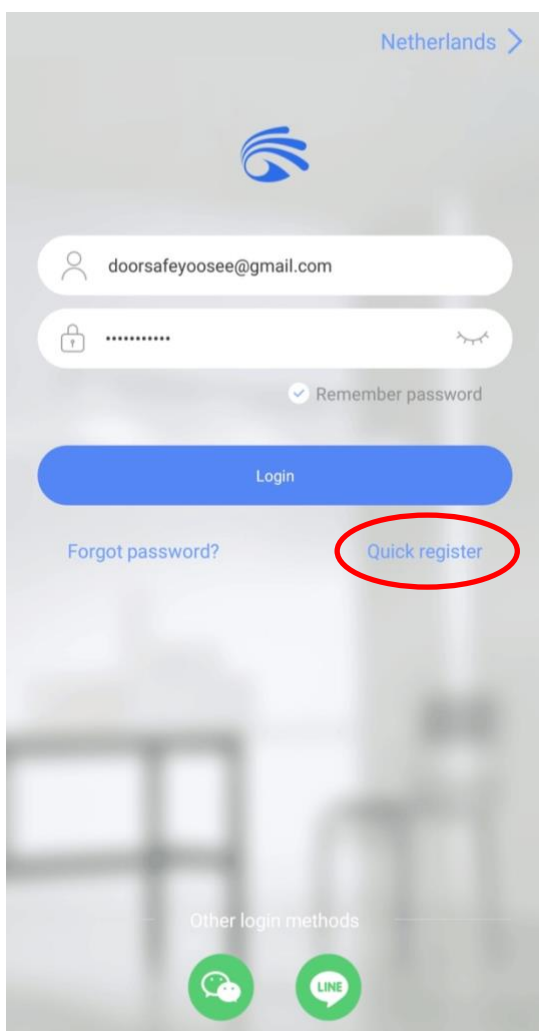 Netherlands
doorsafeyoosee@gmail.com
•••••••••••
Remember password
Login
Forgot password? Quick register
Other login methods
LINE